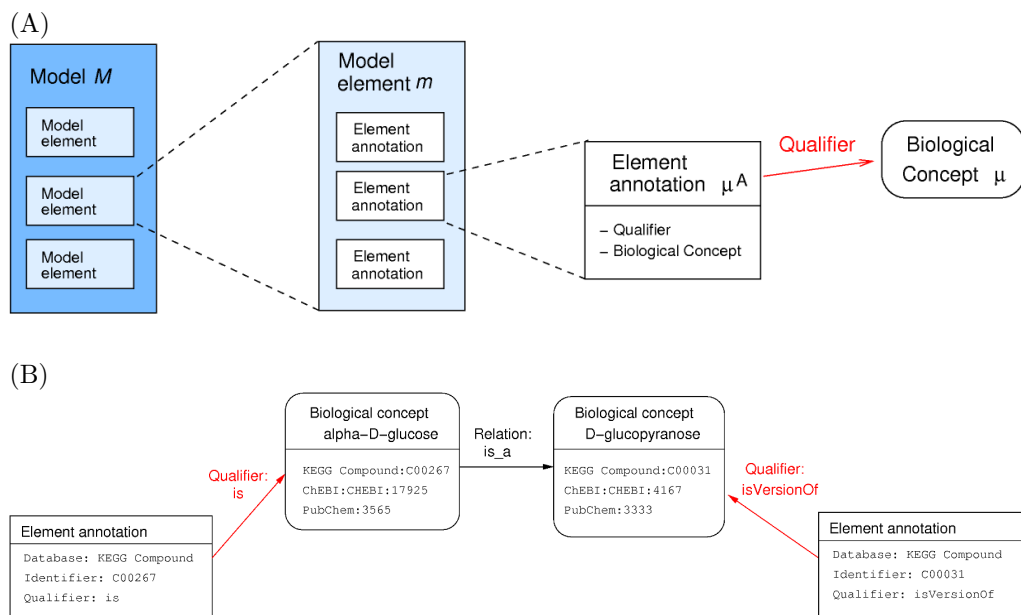 (A)
Model M
Model
element
Model
element
Model
element
Model
element m
Element
annotation
Element
annotation
Element
annotation
Element
annotation μA
– Qualifier
– Biological Concept
Qualifier
Biological
Concept μ
(B)
Element annotation
Database: KEGG Compound
Identifier: C00267
Qualifier: is
Qualifier:
is
Biological concept
alpha–D–glucose
KEGG Compound:C00267
ChEBI:CHEBI:17925
PubChem:3565
Relation:
is_a
Biological concept
D–glucopyranose
KEGG Compound:C00031
ChEBI:CHEBI:4167
PubChem:3333
Qualifier:
isVersionOf
Element annotation
Database: KEGG Compound
Identifier: C00031
Qualifier: isVersionOf